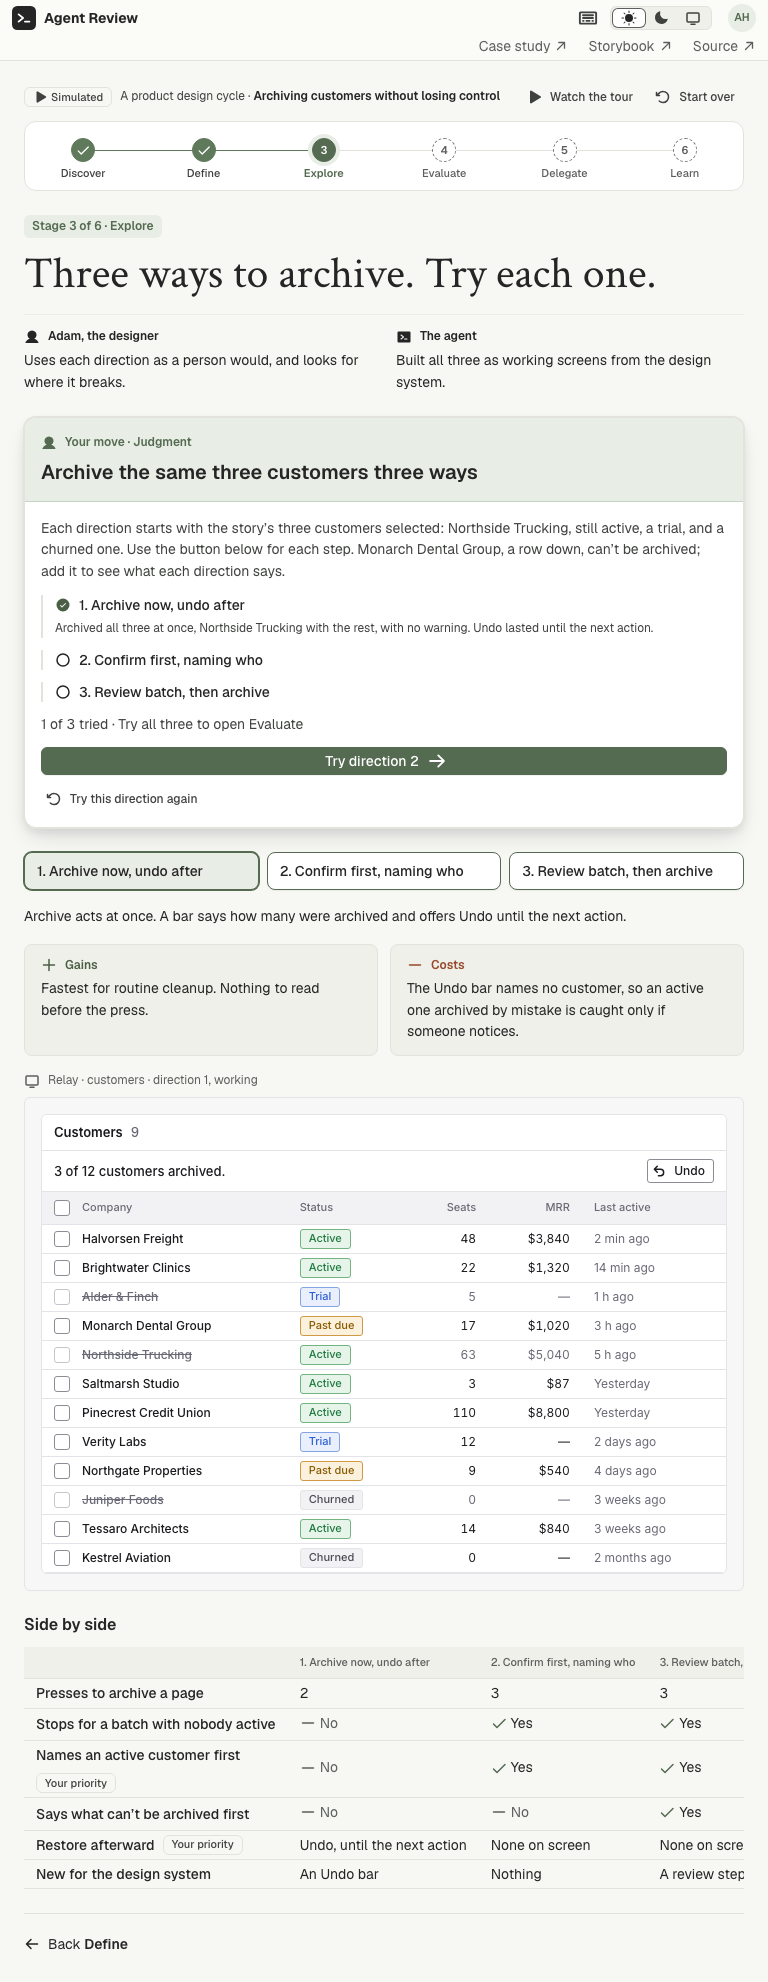 Agent Review
AH
Case study
Storybook
Source
Simulated
A product design cycle · Archiving customers without losing control
Watch the tour
Start over
3
4
5
6
Discover
Define
Explore
Evaluate
Delegate
Learn
Stage 3 of 6 · Explore
Three ways to archive. Try each one.
Adam, the designer
Uses each direction as a person would, and looks for
where it breaks.
The agent
Built all three as working screens from the design
system.
Your move · Judgment
Archive the same three customers three ways
Each direction starts with the story’s three customers selected: Northside Trucking, still active, a trial, and a
churned one. Use the button below for each step. Monarch Dental Group, a row down, can’t be archived;
add it to see what each direction says.
1. Archive now, undo after
Archived all three at once, Northside Trucking with the rest, with no warning. Undo lasted until the next action.
2. Confirm first, naming who
3. Review batch, then archive
1 of 3 tried · Try all three to open Evaluate
Try direction 2
Try this direction again
1. Archive now, undo after
2. Confirm first, naming who
3. Review batch, then archive
Archive acts at once. A bar says how many were archived and offers Undo until the next action.
Gains
Fastest for routine cleanup. Nothing to read
before the press.
Costs
The Undo bar names no customer, so an active
one archived by mistake is caught only if
someone notices.
Relay · customers · direction 1, working
Customers 9
3 of 12 customers archived.
Undo
Company Status Seats MRR Last active
Halvorsen Freight Active 48 $3,840 2 min ago
Brightwater Clinics Active 22 $1,320 14 min ago
Alder & Finch Trial 5 — 1 h ago
Monarch Dental Group Past due 17 $1,020 3 h ago
Northside Trucking Active 63 $5,040 5 h ago
Saltmarsh Studio Active 3 $87 Yesterday
Pinecrest Credit Union Active 110 $8,800 Yesterday
Verity Labs Trial 12 — 2 days ago
Northgate Properties Past due 9 $540 4 days ago
Juniper Foods Churned 0 — 3 weeks ago
Tessaro Architects Active 14 $840 3 weeks ago
Kestrel Aviation Churned 0 — 2 months ago
Side by side
1. Archive now, undo after 2. Confirm first, naming who 3. Review batch,
Presses to archive a page 2 3 3
Stops for a batch with nobody active No Yes Yes
Names an active customer first
Your priority
No Yes Yes
Says what can’t be archived first No No Yes
Restore afterward Your priority Undo, until the next action None on screen None on scre
New for the design system An Undo bar Nothing A review step
Back Define